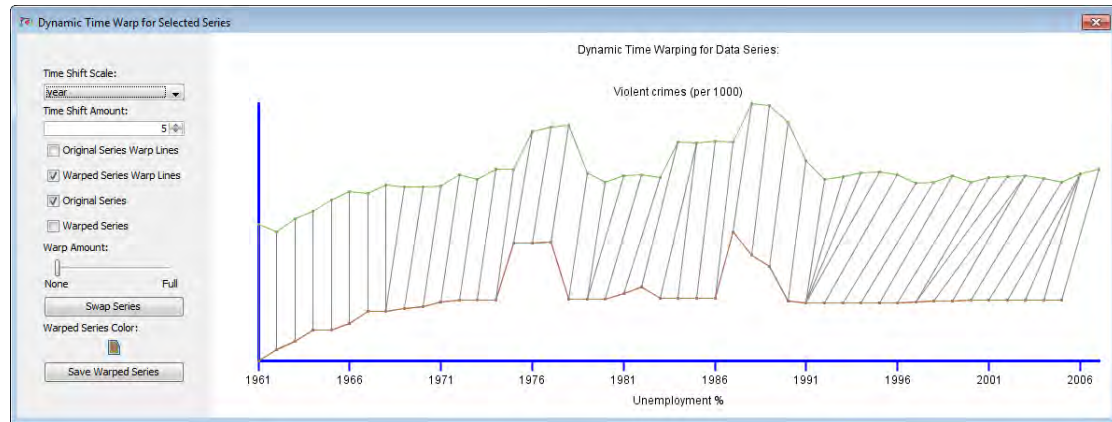 Dynamic Time Warp for Selected Series
Time Shift Scale:
year
Time Shift Amount:
5
Original Series Warp Lines
Warped Series Warp Lines
Original Series
Warped Series
Warp Amount:
None Full
Swap Series
Warped Series Color:
Save Warped Series
Dynamic Time Warping for Data Series:
Violent crimes (per 1000)
1961 1966 1971 1976 1981 1986 1991 1996 2001 2006
Unemployment %